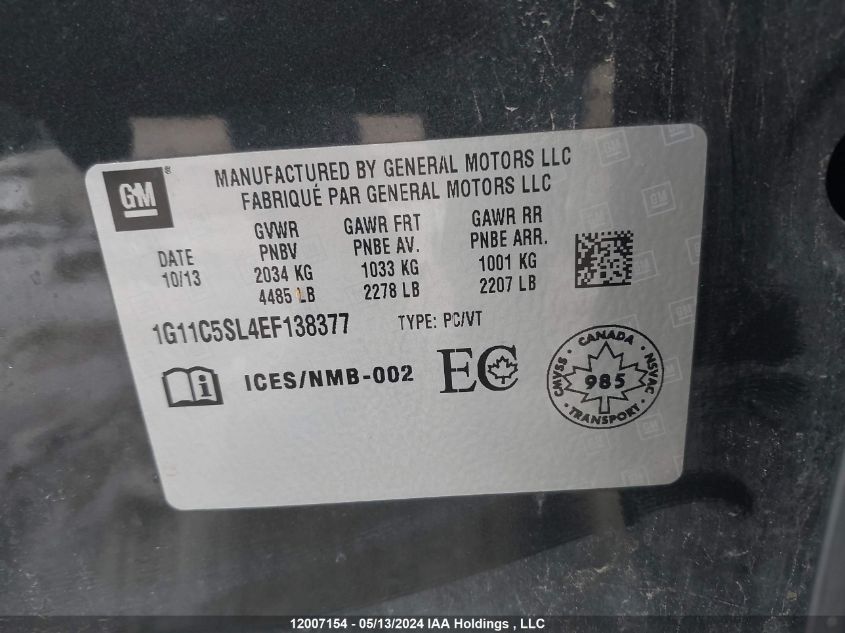 GM®
MANUFACTURED BY GENERAL MOTORS LLC
FABRIQUÉ PAR GENERAL MOTORS LLC
DATE
10/13
GVWR
PNBV
2034 KG
4485 LB
GAWR FRT
PNBE AV.
1033 KG
2278 LB
GAWR RR
PNBE ARR.
1001 KG
2207 LB
1G11C5SL4EF138377 TYPE: PC/VT
i ICES/NMB-002 EC
CANADA
CMVSS 985 NSVAC
TRANSPORT
12007154 - 05/13/2024 IAA Holdings , LLC